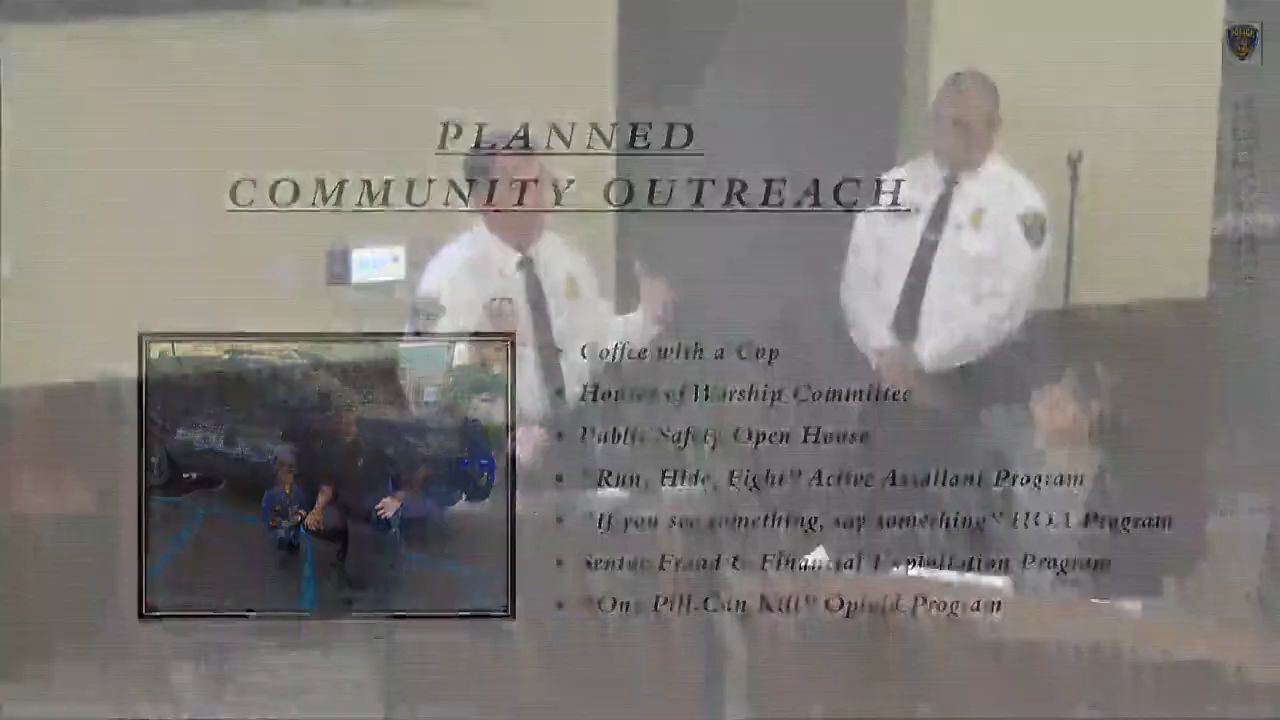 PLANNED
COMMUNITY OUTREACH
• Coffee with a Cop
• Houses of Worship Committee
• Public Safety Open House
• "Run, Hide, Fight" Active Assailant Program
• "If you see something, say something" HOA Program
• Senior Fraud & Financial Exploitation Program
• "One Pill Can Kill" Opioid Program
POLICE